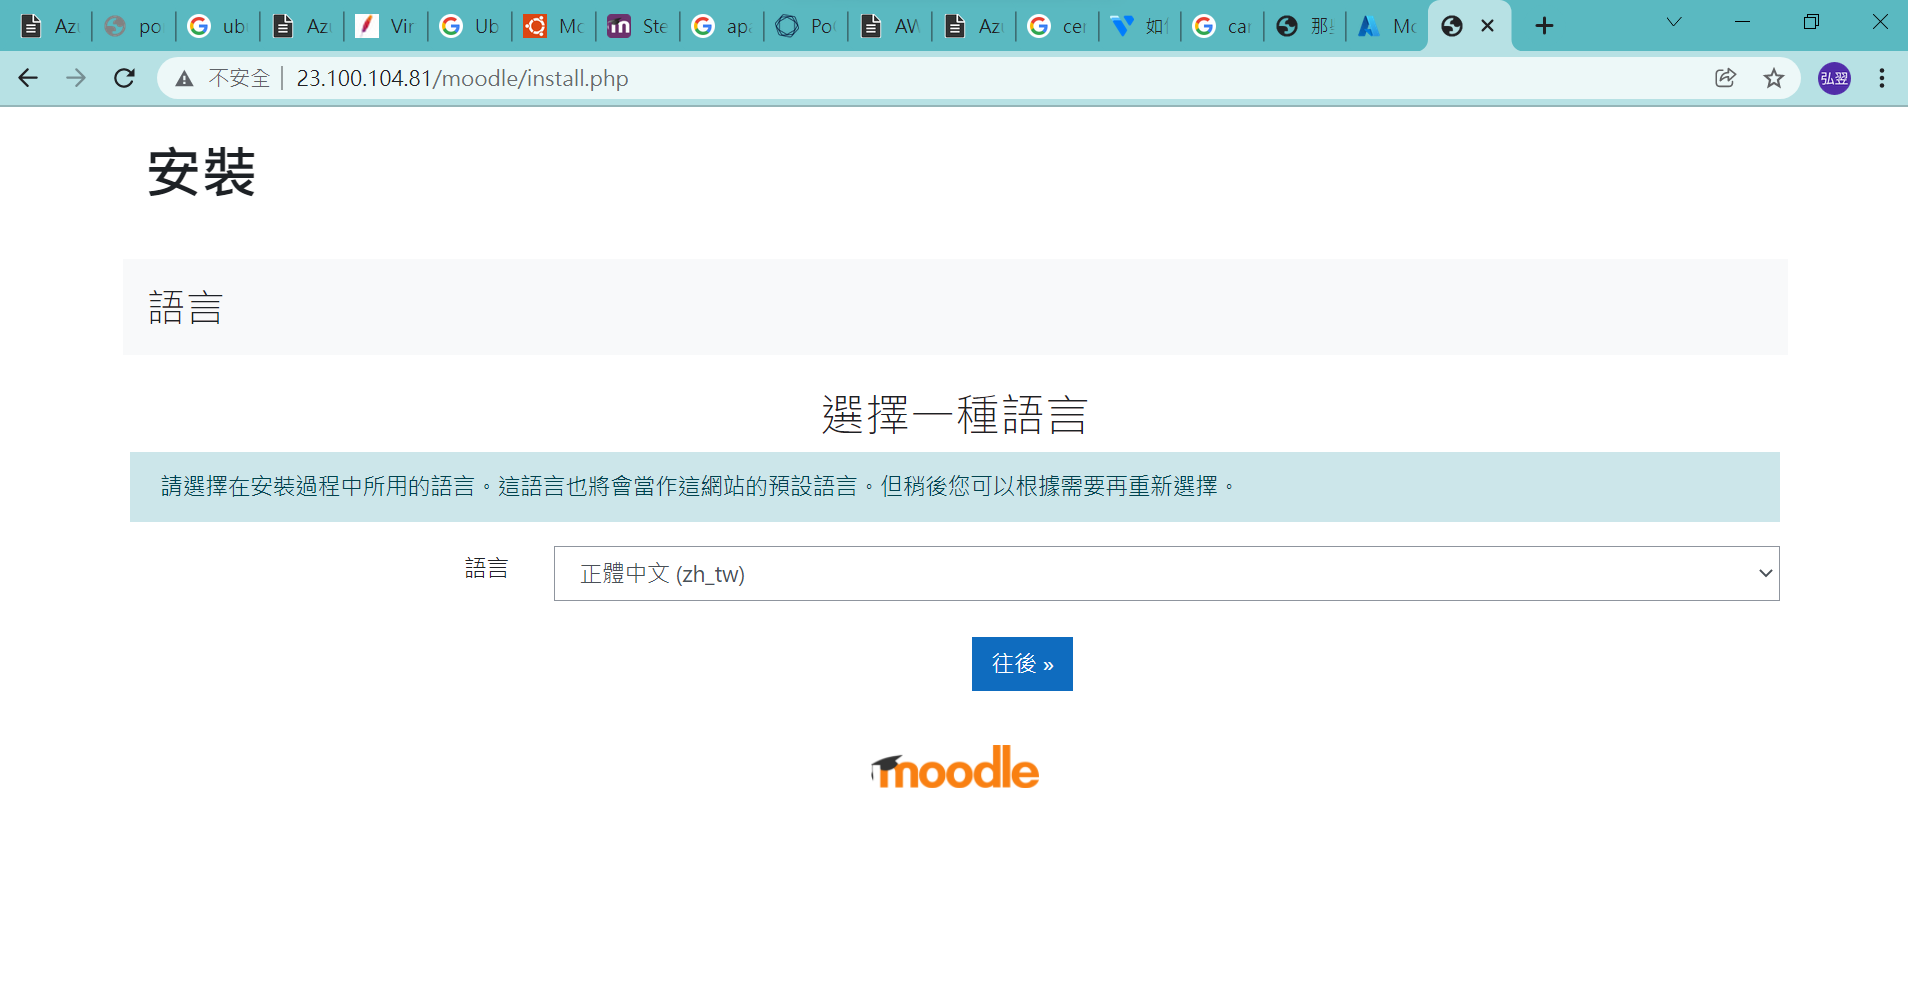 Az
po
ub
Az
Vir
Ub
Mo
Ste
apa
Po
AW
Az
cer
如
car
那
Mo
不安全 | 23.100.104.81/moodle/install.php
弘翌
安裝
語言
選擇一種語言
請選擇在安裝過程中所用的語言。這語言也將會當作這網站的預設語言。但稍後您可以根據需要再重新選擇。
語言
正體中文 (zh_tw)
往後 »
moodle